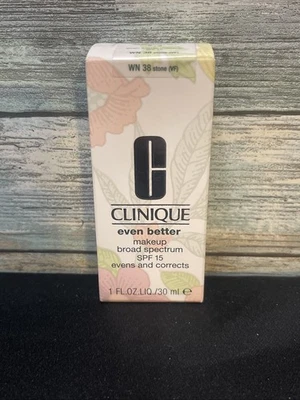 WN 38 stone (VF)
CLINIQUE
even better
makeup
broad spectrum
SPF 15
evens and corrects
1 FL.OZ.LIQ./30 ml e